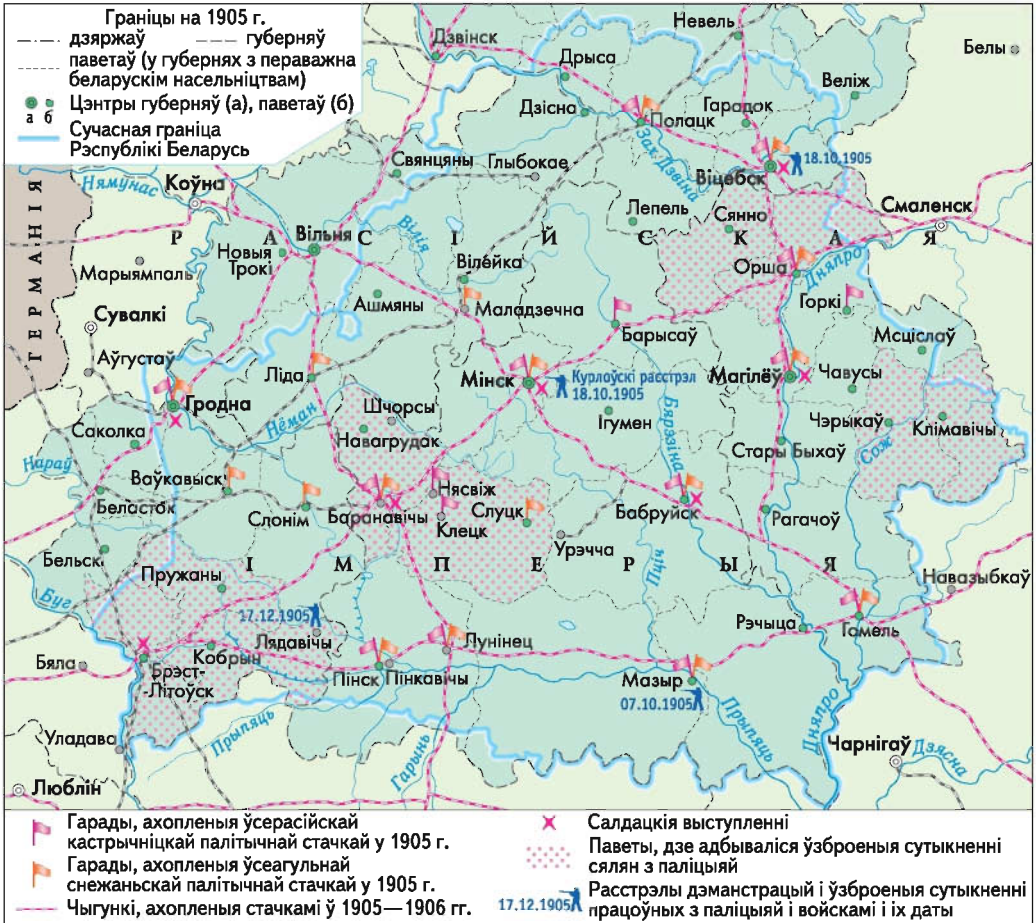 Граніцы на 1905 г.
дзяржаў
губерняў
паветаў (у губернях з пераважна
беларускім насельніцтвам)
Цэнтры губерняў (а), паветаў (б)
а б
Сучасная граніца
Рэспублікі Беларусь
Невель
Белы
Дзвінск
Дрыса
Веліж
Дзісна
Полацк
Гарадок
Зах. Дзвіна
18.10.1905
Свянцяны
Глыбокае
Віцебск
ГЕРМАНІЯ
Нямунас
Коўна
Лепель
Сянно
Смаленск
РАСІЙСКАЯ
Вільня
Вілія
Новыя
Трокі
Вілейка
Орша
Дняпро
Марыямпаль
Ашмяны
Маладзечна
Горкі
Сувалкі
Барысаў
Мсціслаў
Аўгустаў
Ліда
Мінск
Курлоўскі расстрэл
18.10.1905
Магілёў
Чавусы
Гродна
Шчорсы
Нёман
Навагрудак
Ігумен
Бярэзіна
Чэрыкаў
Клімавічы
Саколка
Стары Быхаў
Сож
Нараў
Ваўкавыск
Нясвіж
Беласток
Слонім
Баранавічы
Клецк
Слуцк
Бабруйск
Рагачоў
Урэчча
Бельск
ІМПЕРЫЯ
Пціч
Пружаны
Навазыбкаў
Буг
17.12.1905
Лядавічы
Лунінец
Рэчыца
Гомель
Бяла
Кобрын
Брэст-
-Літоўск
Пінск
Пінкавічы
Мазыр
07.10.1905
Прыпяць
Прыпяць
Гарынь
Дняпро
Уладава
Чарнігаў
Дзясна
Люблін
Гарады, ахопленыя ўсерасійскай
кастрычніцкай палітычнай стачкай у 1905 г.
Гарады, ахопленыя ўсеагульнай
снежаньскай палітычнай стачкай у 1905 г.
Чыгункі, ахопленыя стачкамі ў 1905—1906 гг.
Салдацкія выступленні
Паветы, дзе адбываліся ўзброеныя сутыкненні
сялян з паліцыяй
17.12.1905
Расстрэлы дэманстрацый і ўзброеныя сутыкненні
працоўных з паліцыяй і войскамі і іх даты